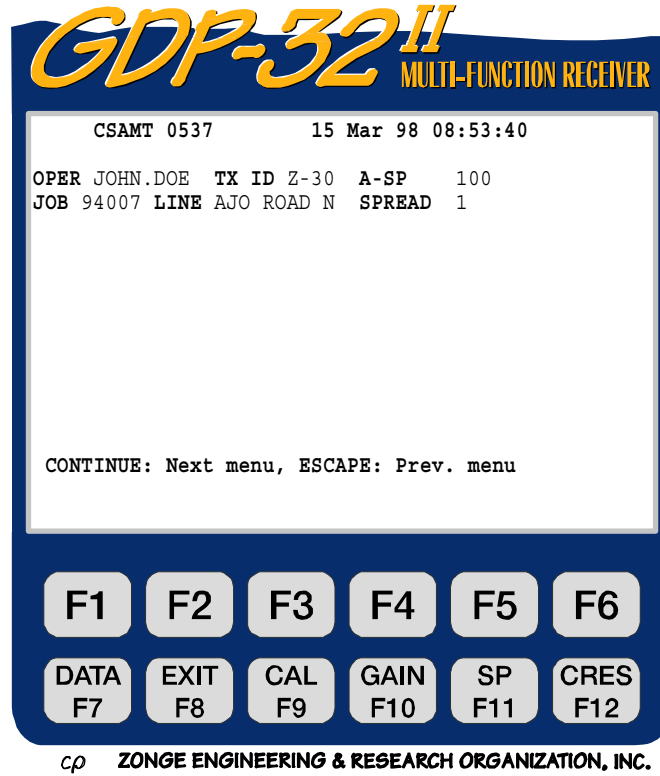 GDP-32 II
MULTI-FUNCTION RECEIVER
CSAMT 0537 15 Mar 98 08:53:40
OPER JOHN.DOE TX ID Z-30 A-SP 100
JOB 94007 LINE AJO ROAD N SPREAD 1
CONTINUE: Next menu, ESCAPE: Prev. menu
F1 F2 F3 F4 F5 F6
DATA EXIT CAL GAIN SP CRES
F7 F8 F9 F10 F11 F12
cp ZONGE ENGINEERING & RESEARCH ORGANIZATION, INC.